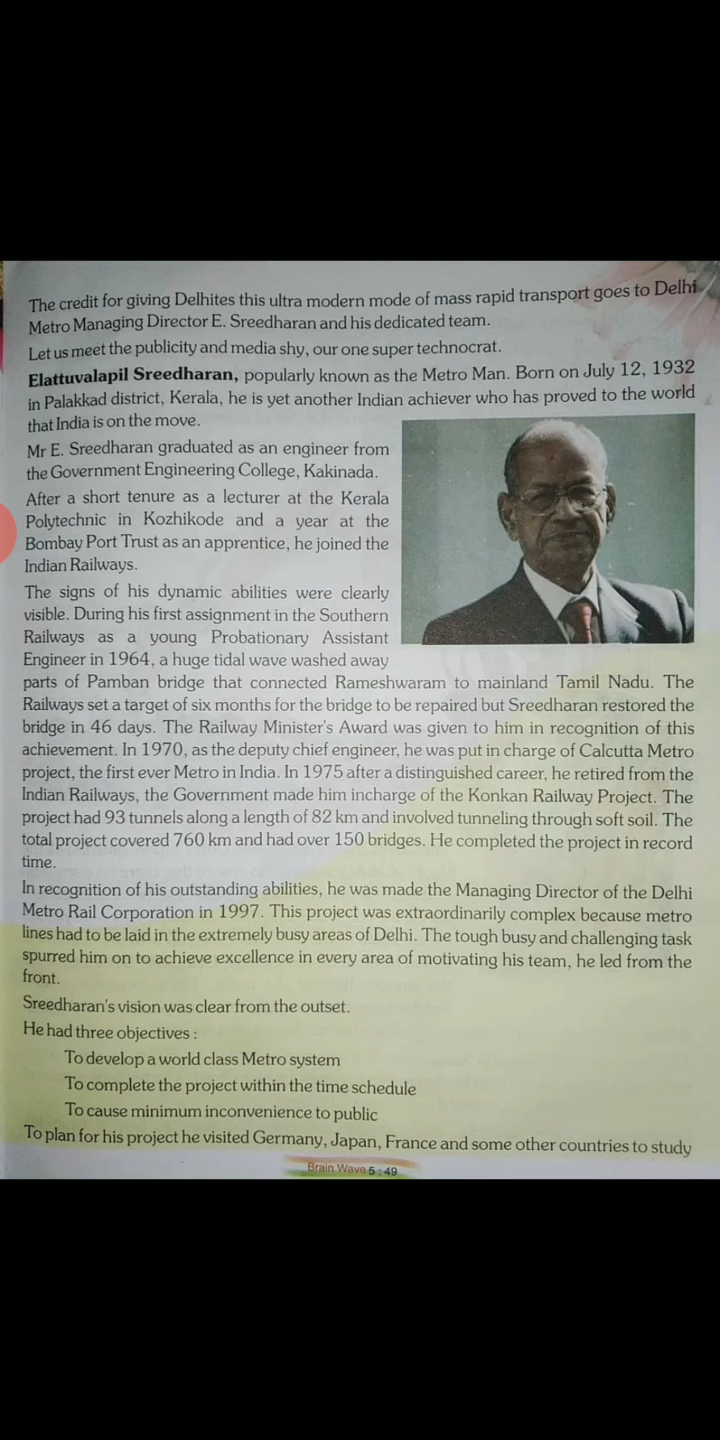 The credit for giving Delhites this ultra modern mode of mass rapid transport goes to Delhi
Metro Managing Director E. Sreedharan and his dedicated team.
Let us meet the publicity and media shy, our one super technocrat.
Elattuvalapil Sreedharan, popularly known as the Metro Man. Born on July 12, 1932
in Palakkad district, Kerala, he is yet another Indian achiever who has proved to the world
that India is on the move.
Mr E. Sreedharan graduated as an engineer from
the Government Engineering College, Kakinada.
After a short tenure as a lecturer at the Kerala
Polytechnic in Kozhikode and a year at the
Bombay Port Trust as an apprentice, he joined the
Indian Railways.
The signs of his dynamic abilities were clearly
visible. During his first assignment in the Southern
Railways as a young Probationary Assistant
Engineer in 1964, a huge tidal wave washed away
parts of Pamban bridge that connected Rameshwaram to mainland Tamil Nadu. The
Railways set a target of six months for the bridge to be repaired but Sreedharan restored the
bridge in 46 days. The Railway Minister's Award was given to him in recognition of this
achievement. In 1970, as the deputy chief engineer, he was put in charge of Calcutta Metro
project, the first ever Metro in India. In 1975 after a distinguished career, he retired from the
Indian Railways, the Government made him incharge of the Konkan Railway Project. The
project had 93 tunnels along a length of 82 km and involved tunneling through soft soil. The
total project covered 760 km and had over 150 bridges. He completed the project in record
time.
In recognition of his outstanding abilities, he was made the Managing Director of the Delhi
Metro Rail Corporation in 1997. This project was extraordinarily complex because metro
lines had to be laid in the extremely busy areas of Delhi. The tough busy and challenging task
spurred him on to achieve excellence in every area of motivating his team, he led from the
front.
Sreedharan's vision was clear from the outset.
He had three objectives :
To develop a world class Metro system
To complete the project within the time schedule
To cause minimum inconvenience to public
To plan for his project he visited Germany, Japan, France and some other countries to study
Brain Wave 5 : 49